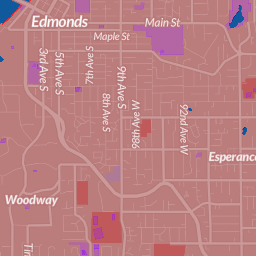 Edmonds
Main St
Maple St
3rd Ave S
5th Ave S
7th Ave S
8th Ave S
9th Ave S
98th Ave W
92nd Ave W
Esperance
Woodway